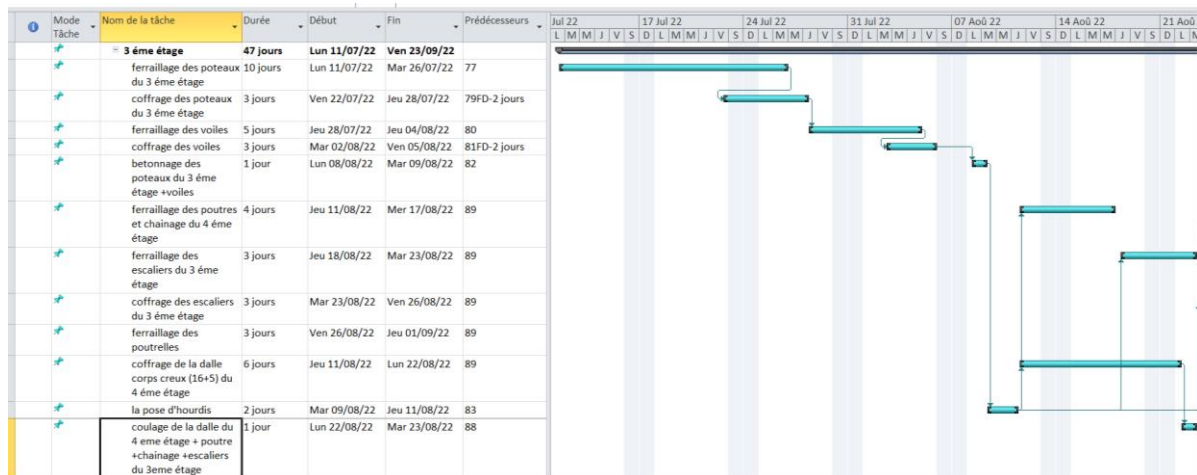 Mode Tâche Nom de la tâche Durée Début Fin Prédécesseurs
Jul 22 17 Jul 22 24 Jul 22 31 Jul 22 07 Aoû 22 14 Aoû 22 21 Aoû
L M M J V S D L M M J V S D L M M J V S D L M M J V S D L M M J V S D L M M J V S D L M
3 éme étage 47 jours Lun 11/07/22 Ven 23/09/22
ferraillage des poteaux 10 jours Lun 11/07/22 Mar 26/07/22 77
du 3 éme étage
coffrage des poteaux 3 jours Ven 22/07/22 Jeu 28/07/22 79FD-2 jours
du 3 éme étage
ferraillage des voiles 5 jours Jeu 28/07/22 Jeu 04/08/22 80
coffrage des voiles 3 jours Mar 02/08/22 Ven 05/08/22 81FD-2 jours
betonnage des 1 jour Lun 08/08/22 Mar 09/08/22 82
poteaux du 3 éme
étage +voiles
ferraillage des poutres 4 jours Jeu 11/08/22 Mer 17/08/22 89
et chainage du 4 éme
étage
ferraillage des 3 jours Jeu 18/08/22 Mar 23/08/22 89
escaliers du 3 éme
étage
coffrage des escaliers 3 jours Mar 23/08/22 Ven 26/08/22 89
du 3 éme étage
ferraillage des 3 jours Ven 26/08/22 Jeu 01/09/22 89
poutrelles
coffrage de la dalle 6 jours Jeu 11/08/22 Lun 22/08/22 89
corps creux (16+5) du
4 éme étage
la pose d'hourdis 2 jours Mar 09/08/22 Jeu 11/08/22 83
coulage de la dalle du 1 jour Lun 22/08/22 Mar 23/08/22 88
4 eme étage + poutre
+chainage +escaliers
du 3eme étage